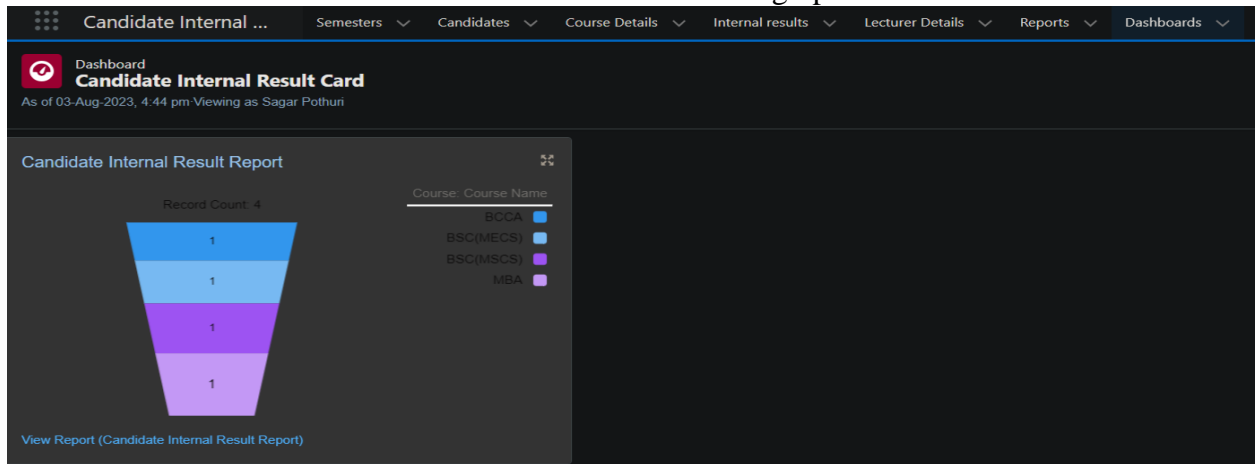 Candidate Internal ... Semesters Candidates Course Details Internal results Lecturer Details Reports Dashboards
Dashboard
Candidate Internal Result Card
As of 03-Aug-2023, 4:44 pm·Viewing as Sagar Pothuri
Candidate Internal Result Report
Record Count: 4
1
1
1
1
Course: Course Name
BCCA
BSC(MECS)
BSC(MSCS)
MBA
View Report (Candidate Internal Result Report)